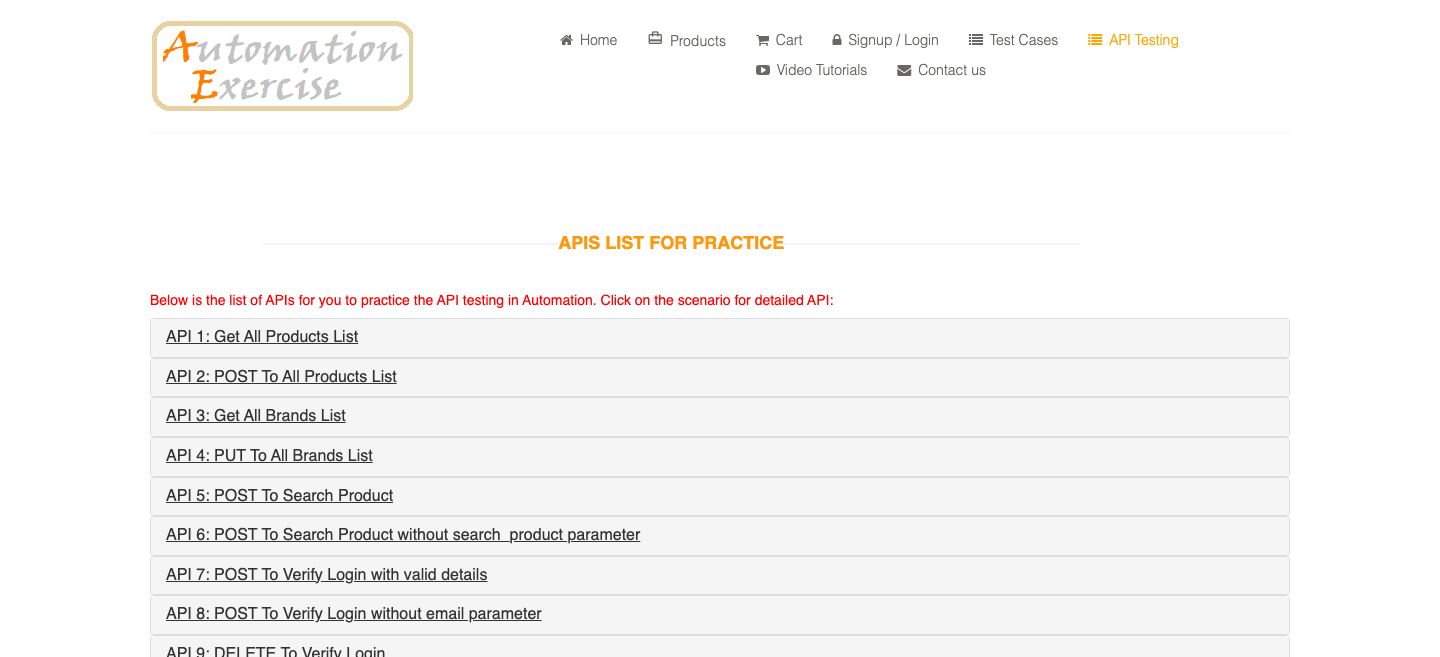 Automation
Exercise
Home
Products
Cart
Signup / Login
Test Cases
API Testing
Video Tutorials
Contact us
APIS LIST FOR PRACTICE
Below is the list of APIs for you to practice the API testing in Automation. Click on the scenario for detailed API:
API 1: Get All Products List
API 2: POST To All Products List
API 3: Get All Brands List
API 4: PUT To All Brands List
API 5: POST To Search Product
API 6: POST To Search Product without search_product parameter
API 7: POST To Verify Login with valid details
API 8: POST To Verify Login without email parameter
API 9: DELETE To Verify Login